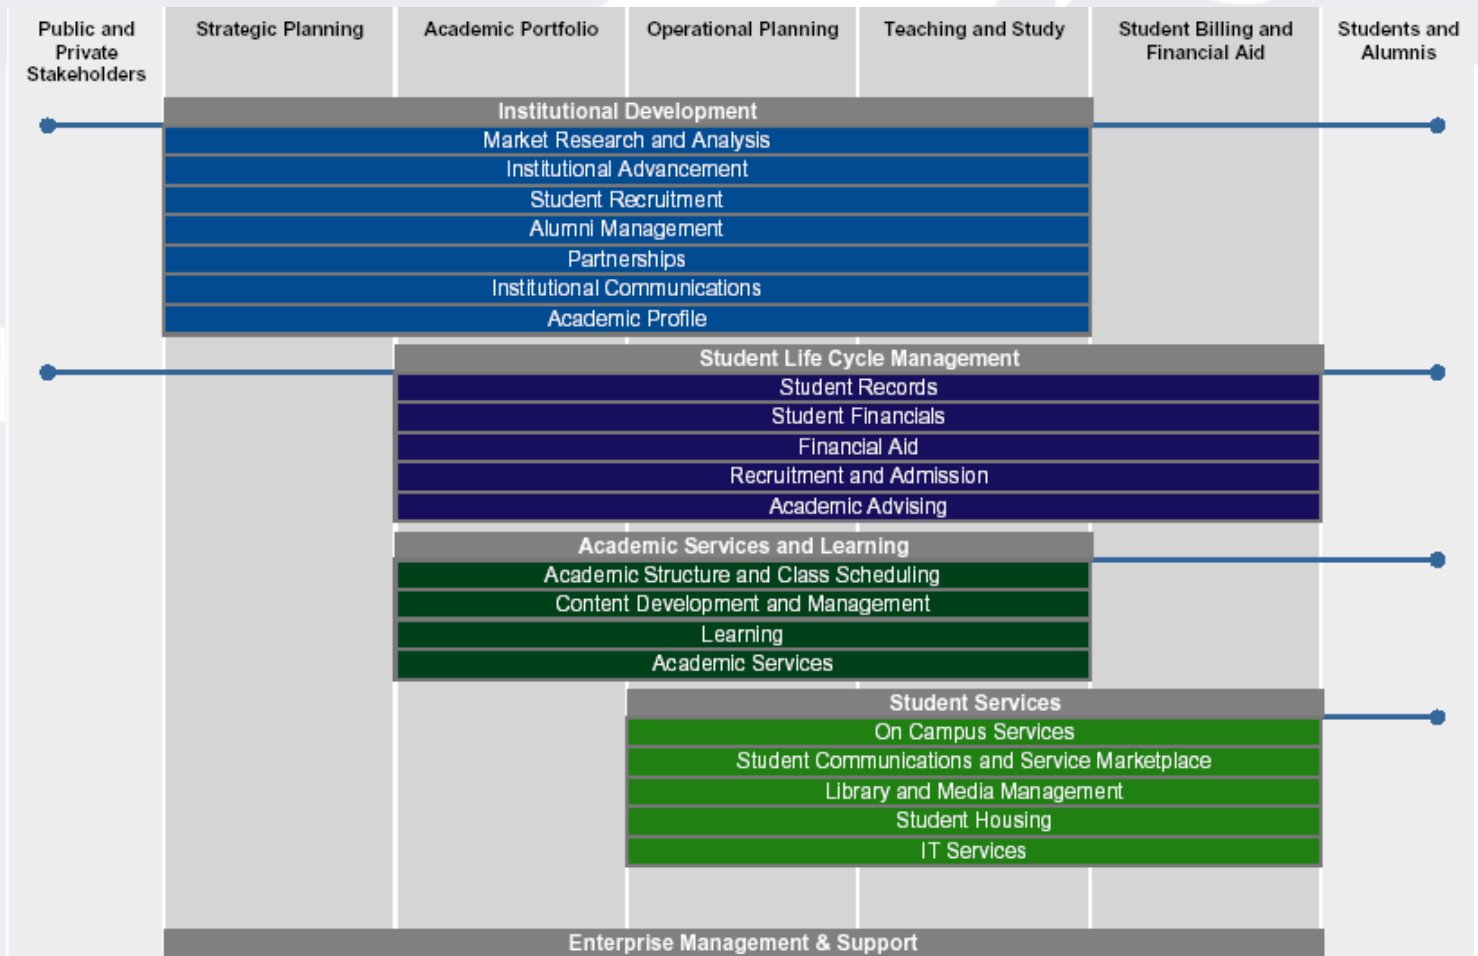 Public and
Private
Stakeholders
Strategic Planning
Academic Portfolio
Operational Planning
Teaching and Study
Student Billing and
Financial Aid
Students and
Alumnis
Institutional Development
Market Research and Analysis
Institutional Advancement
Student Recruitment
Alumni Management
Partnerships
Institutional Communications
Academic Profile
Student Life Cycle Management
Student Records
Student Financials
Financial Aid
Recruitment and Admission
Academic Advising
Academic Services and Learning
Academic Structure and Class Scheduling
Content Development and Management
Learning
Academic Services
Student Services
On Campus Services
Student Communications and Service Marketplace
Library and Media Management
Student Housing
IT Services
Enterprise Management & Support